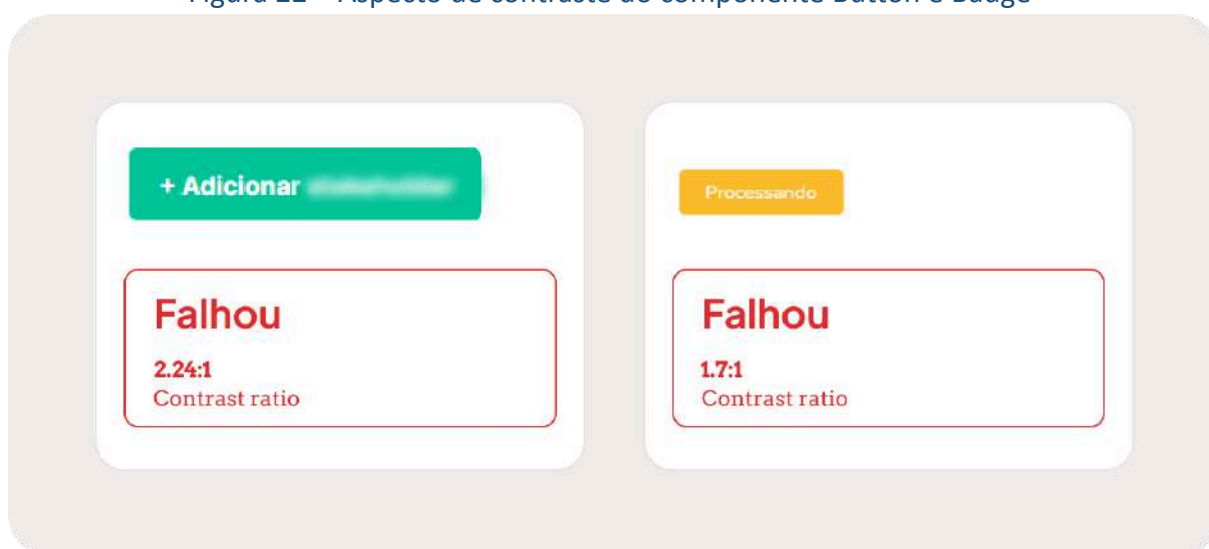 Figura 22 – Aspecto de contraste do componente Button e Badge
+ Adicionar
Processando
Falhou
2.24:1
Contrast ratio
Falhou
1.7:1
Contrast ratio